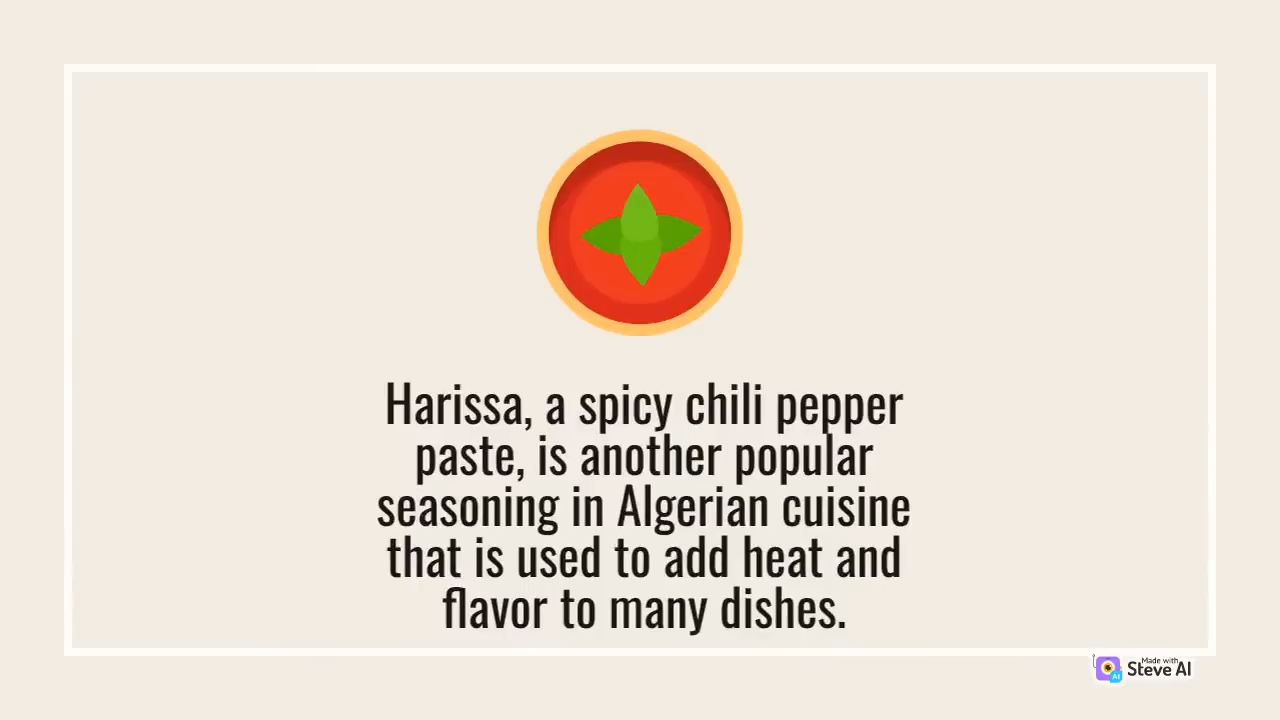 Harissa, a spicy chili pepper
paste, is another popular
seasoning in Algerian cuisine
that is used to add heat and
flavor to many dishes.
Made with
AI Steve AI